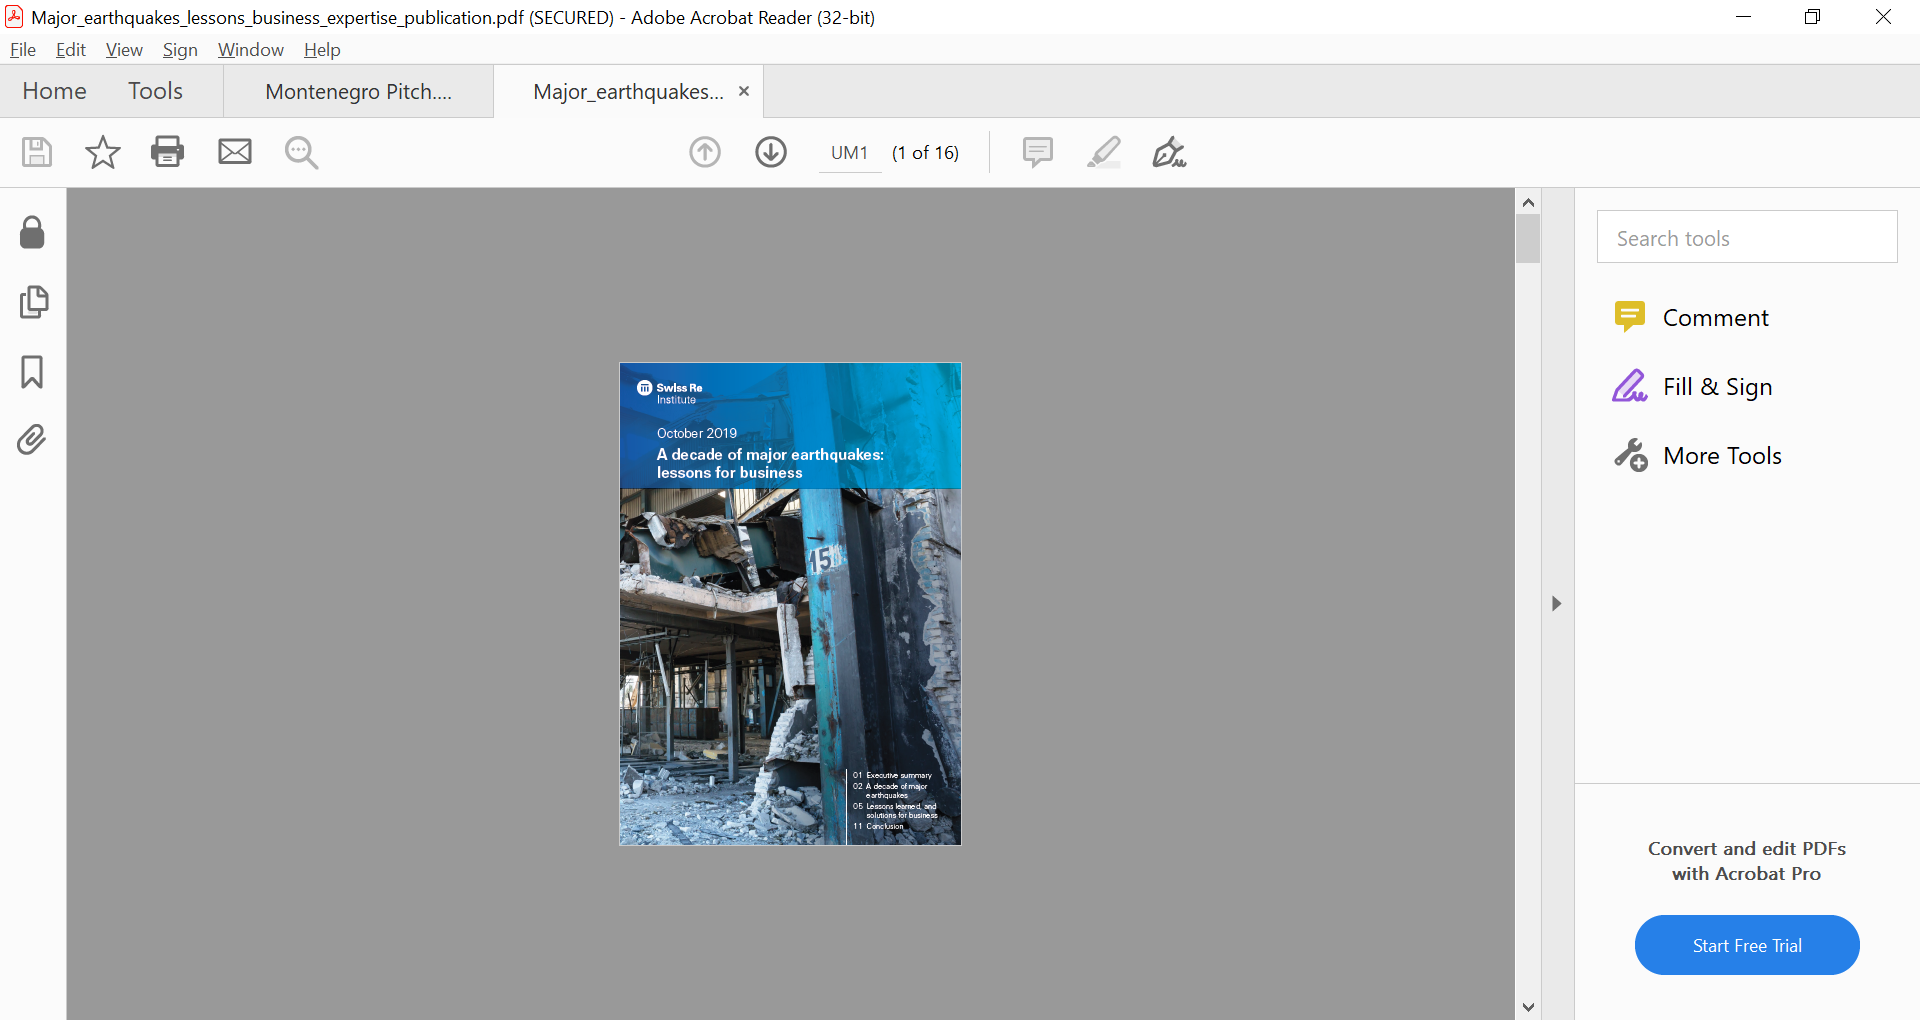 Major_earthquakes_lessons_business_expertise_publication.pdf (SECURED) - Adobe Acrobat Reader (32-bit)
File Edit View Sign Window Help
Home Tools Montenegro Pitch.... Major_earthquakes... ×
UM1 (1 of 16)
Search tools
Comment
Fill & Sign
More Tools
Convert and edit PDFs
with Acrobat Pro
Start Free Trial
Swiss Re
Institute
October 2019
A decade of major earthquakes:
lessons for business
15
01 Executive summary
02 A decade of major
earthquakes
05 Lessons learned, and
solutions for business
11 Conclusion